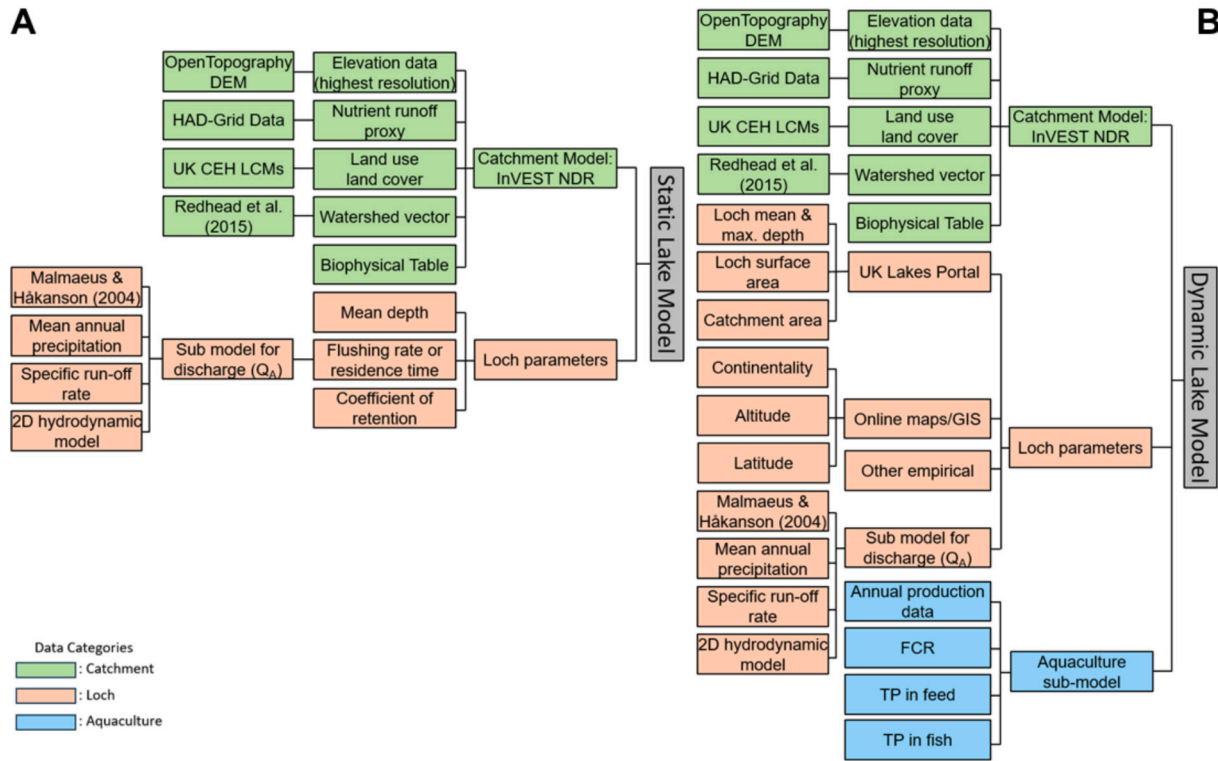 A
OpenTopography
DEM
Elevation data
(highest resolution)
HAD-Grid Data
Nutrient runoff
proxy
UK CEH LCMs
Land use
land cover
Catchment Model:
InVEST NDR
Redhead et al.
(2015)
Watershed vector
Biophysical Table
Static Lake Model
Malmaeus &
Håkanson (2004)
Mean annual
precipitation
Specific run-off
rate
2D hydrodynamic
model
Sub model for
discharge (QA)
Mean depth
Flushing rate or
residence time
Coefficient of
retention
Loch parameters
Data Categories
: Catchment
: Loch
: Aquaculture
B
OpenTopography
DEM
Elevation data
(highest resolution)
HAD-Grid Data
Nutrient runoff
proxy
UK CEH LCMs
Land use
land cover
Catchment Model:
InVEST NDR
Redhead et al.
(2015)
Watershed vector
Biophysical Table
Loch mean &
max. depth
Loch surface
area
Catchment area
UK Lakes Portal
Continentality
Altitude
Latitude
Online maps/GIS
Other empirical
Loch parameters
Dynamic Lake Model
Malmaeus &
Håkanson (2004)
Mean annual
precipitation
Specific run-off
rate
2D hydrodynamic
model
Sub model for
discharge (QA)
Annual production
data
FCR
TP in feed
TP in fish
Aquaculture
sub-model